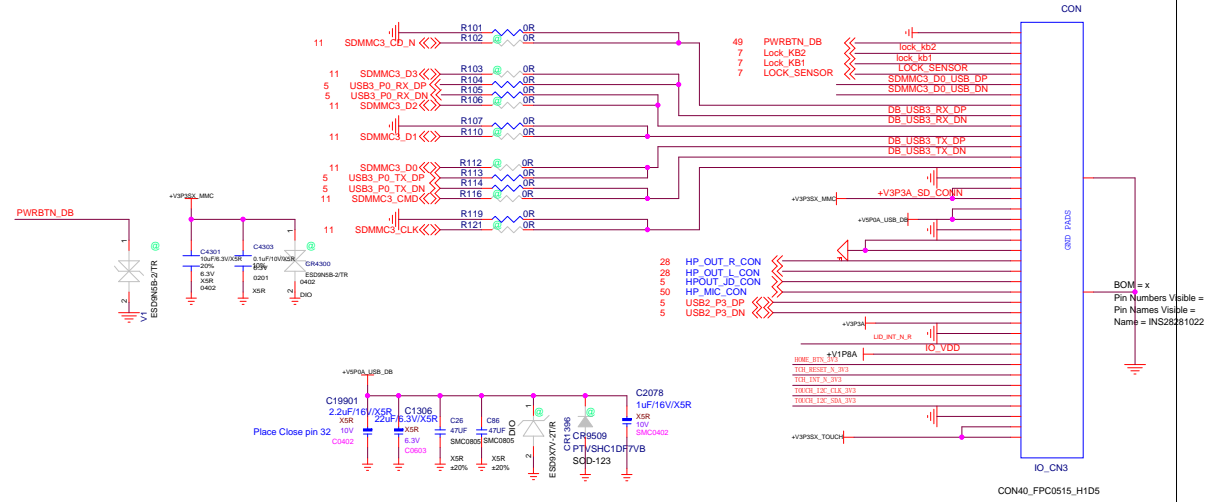 CON
R101 0R
11 SDMMC3_CD_N R102 @ 0R
49 PWRBTN_DB
7 Lock_KB2 lock_kb2
7 Lock_KB1 lock_kb1
7 LOCK_SENSOR LOCK_SENSOR
11 SDMMC3_D3 R103 @ 0R
5 USB3_P0_RX_DP R104 0R
5 USB3_P0_RX_DN R105 0R
11 SDMMC3_D2 R106 @ 0R
SDMMC3_D0_USB_DP
SDMMC3_D0_USB_DN
DB_USB3_RX_DP
DB_USB3_RX_DN
R107 0R
11 SDMMC3_D1 R110 @ 0R
DB_USB3_TX_DP
DB_USB3_TX_DN
11 SDMMC3_D0 R112 @ 0R
5 USB3_P0_TX_DP R113 0R
5 USB3_P0_TX_DN R114 0R
11 SDMMC3_CMD R116 @ 0R
R119 0R
11 SDMMC3_CLK R121 @ 0R
+V3P3A_SD_CONN
+V3P3SX_MMC
+V5P0A_USB_DB
GND PADS
PWRBTN_DB
1
@
ESD9N5B-2/TR
2
V1
+V3P3SX_MMC
C4301
10uF/6.3V/X5R
20%
6.3V
X5R
0402
C4303
0.1uF/10V/X5R
10%
6.3V
0201
X5R
1
@
CR4300
ESD9N5B-2/TR
0402
2
DIO
28 HP_OUT_R_CON
28 HP_OUT_L_CON
5 HPOUT_JD_CON
50 HP_MIC_CON
5 USB2_P3_DP
5 USB2_P3_DN
+V3P3A
LID_INT_N_R
IO_VDD
+V1P8A
HOME_BTN_3V3
TCH_RESET_N_3V3
TCH_INT_N_3V3
TOUCH_I2C_CLK_3V3
TOUCH_I2C_SDA_3V3
+V3P3SX_TOUCH
BOM = x
Pin Numbers Visible =
Pin Names Visible =
Name = INS28281022
+V5P0A_USB_DB
Place Close pin 32
C19901
2.2uF/16V/X5R
X5R
10V
C0402
C1306
22uF/6.3V/X5R
X5R
6.3V
C0603
C26
47UF
SMC0805
X5R
±20%
C86
47UF
SMC0805
X5R
±20%
DIO
1
@
2
ESD9X7V-2T/R
@
CR1396
CR9509
PTVSHC1DF7VB
SOD-123
C2078
1uF/16V/X5R
X5R
10V
SMC0402
IO_CN3
CON40_FPC0515_H1D5